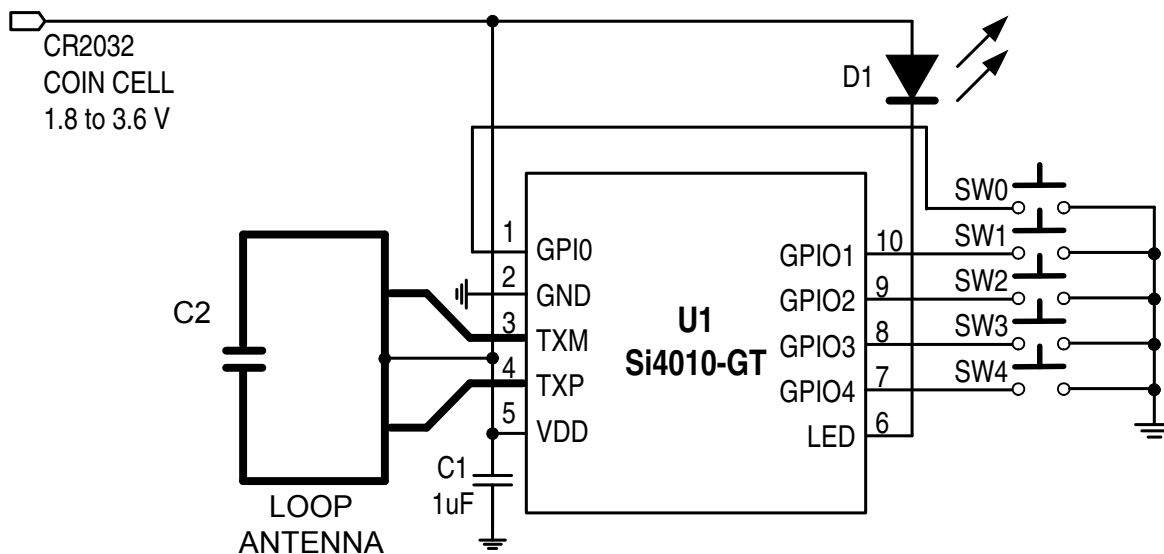 CR2032
COIN CELL
1.8 to 3.6 V
D1
SW0
1
GPI0
GPIO1
10
SW1
2
GND
GPIO2
9
SW2
C2
3
TXM
U1
GPIO3
8
SW3
4
TXP
Si4010-GT
GPIO4
7
SW4
5
VDD
LED
6
C1
1uF
LOOP
ANTENNA